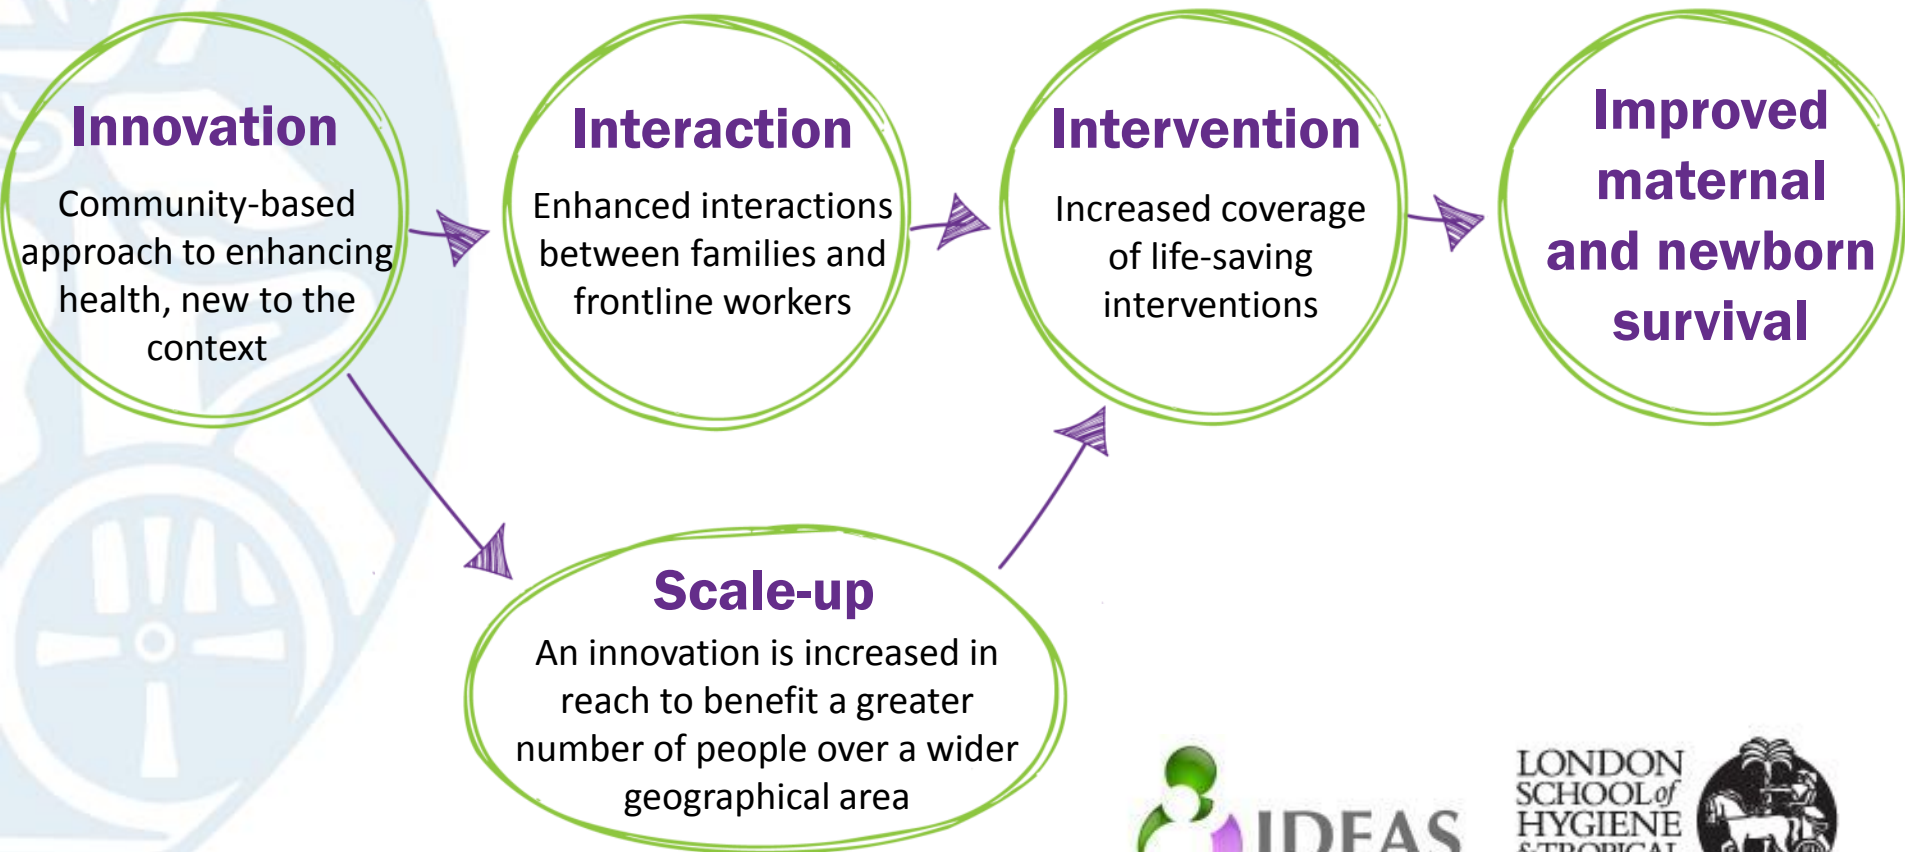 Innovation
Community-based
approach to enhancing
health, new to the
context
Interaction
Enhanced interactions
between families and
frontline workers
Intervention
Increased coverage
of life-saving
interventions
Improved
maternal
and newborn
survival
Scale-up
An innovation is increased in
reach to benefit a greater
number of people over a wider
geographical area
IDEAS
LONDON
SCHOOL of
HYGIENE
& TROPICAL